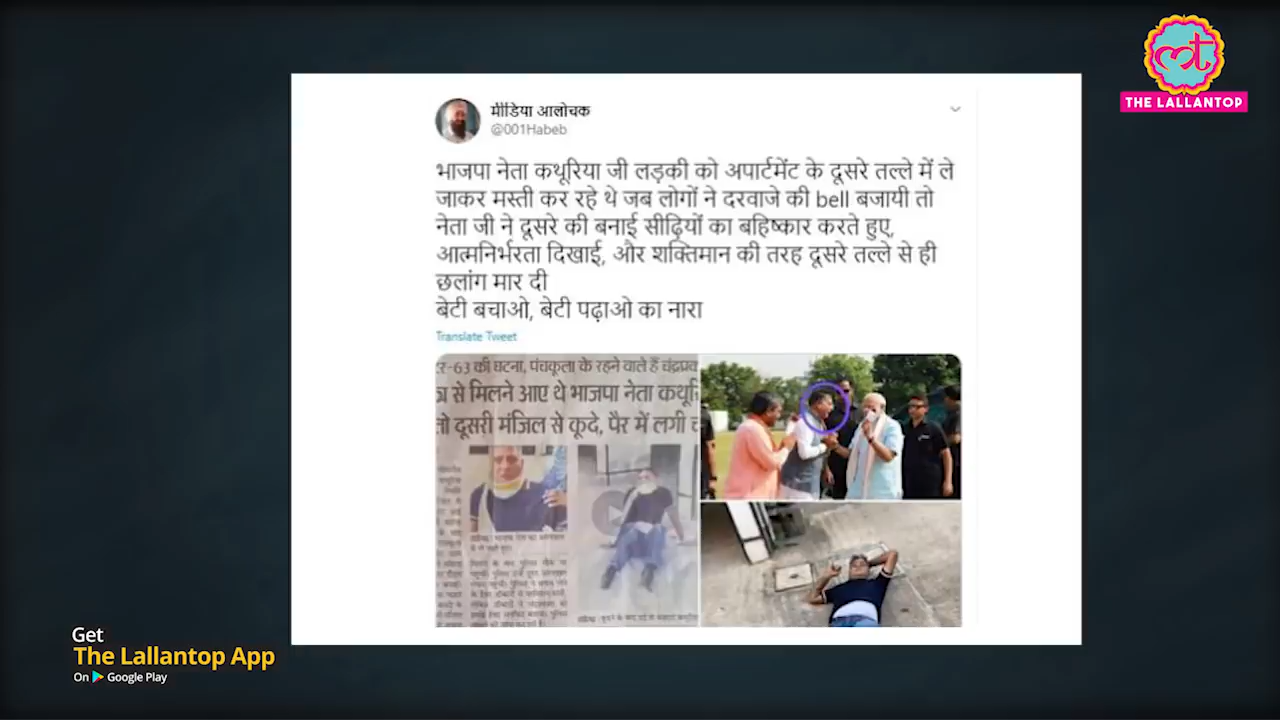 मीडिया आलोचक
@001Habeb
भाजपा नेता कथूरिया जी लड़की को अपार्टमेंट के दूसरे तल्ले में ले
जाकर मस्ती कर रहे थे जब लोगों ने दरवाजे की bell बजायी तो
नेता जी ने दूसरे की बनाई सीढ़ियों का बहिष्कार करते हुए,
आत्मनिर्भरता दिखाई, और शक्तिमान की तरह दूसरे तल्ले से ही
छलांग मार दी
बेटी बचाओ, बेटी पढ़ाओ का नारा
Translate Tweet
-63 की घटना, पंचकूला के रहने वाले हैं
से मिलने आए थे भाजपा नेता
दूसरी मंजिल से कूदे, पैर में लगी
THE LALLANTOP
Get
The Lallantop App
On Google Play